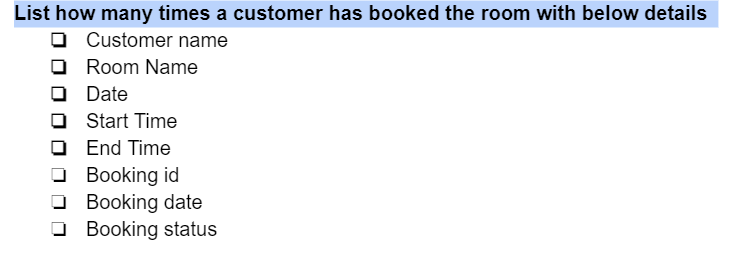 List how many times a customer has booked the room with below details
❏ Customer name
❏ Room Name
❏ Date
❏ Start Time
❏ End Time
❏ Booking id
❏ Booking date
❏ Booking status